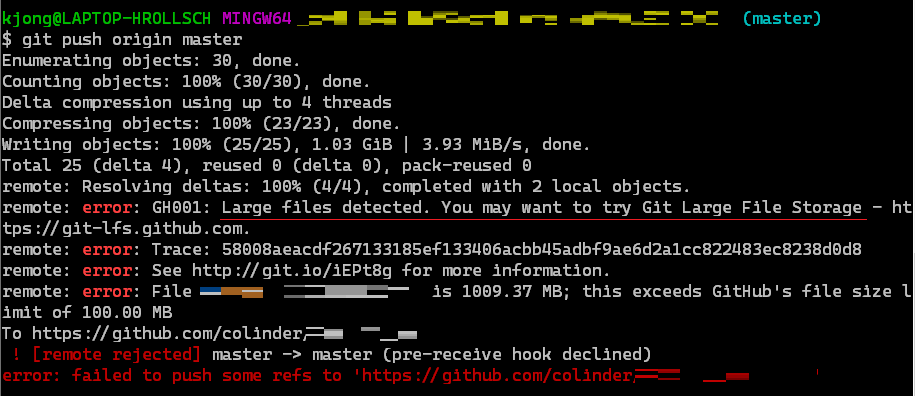 kjong@LAPTOP-HROLLSCH MINGW64 (master)
$ git push origin master
Enumerating objects: 30, done.
Counting objects: 100% (30/30), done.
Delta compression using up to 4 threads
Compressing objects: 100% (23/23), done.
Writing objects: 100% (25/25), 1.03 GiB | 3.93 MiB/s, done.
Total 25 (delta 4), reused 0 (delta 0), pack-reused 0
remote: Resolving deltas: 100% (4/4), completed with 2 local objects.
remote: error: GH001: Large files detected. You may want to try Git Large File Storage - ht
tps://git-lfs.github.com.
remote: error: Trace: 58008aeacdf267133185ef133406acbb45adbf9ae6d2a1cc822483ec8238d0d8
remote: error: See http://git.io/iEPt8g for more information.
remote: error: File is 1009.37 MB; this exceeds GitHub's file size l
imit of 100.00 MB
To https://github.com/colinder/
! [remote rejected] master -> master (pre-receive hook declined)
error: failed to push some refs to 'https://github.com/colinder/ '